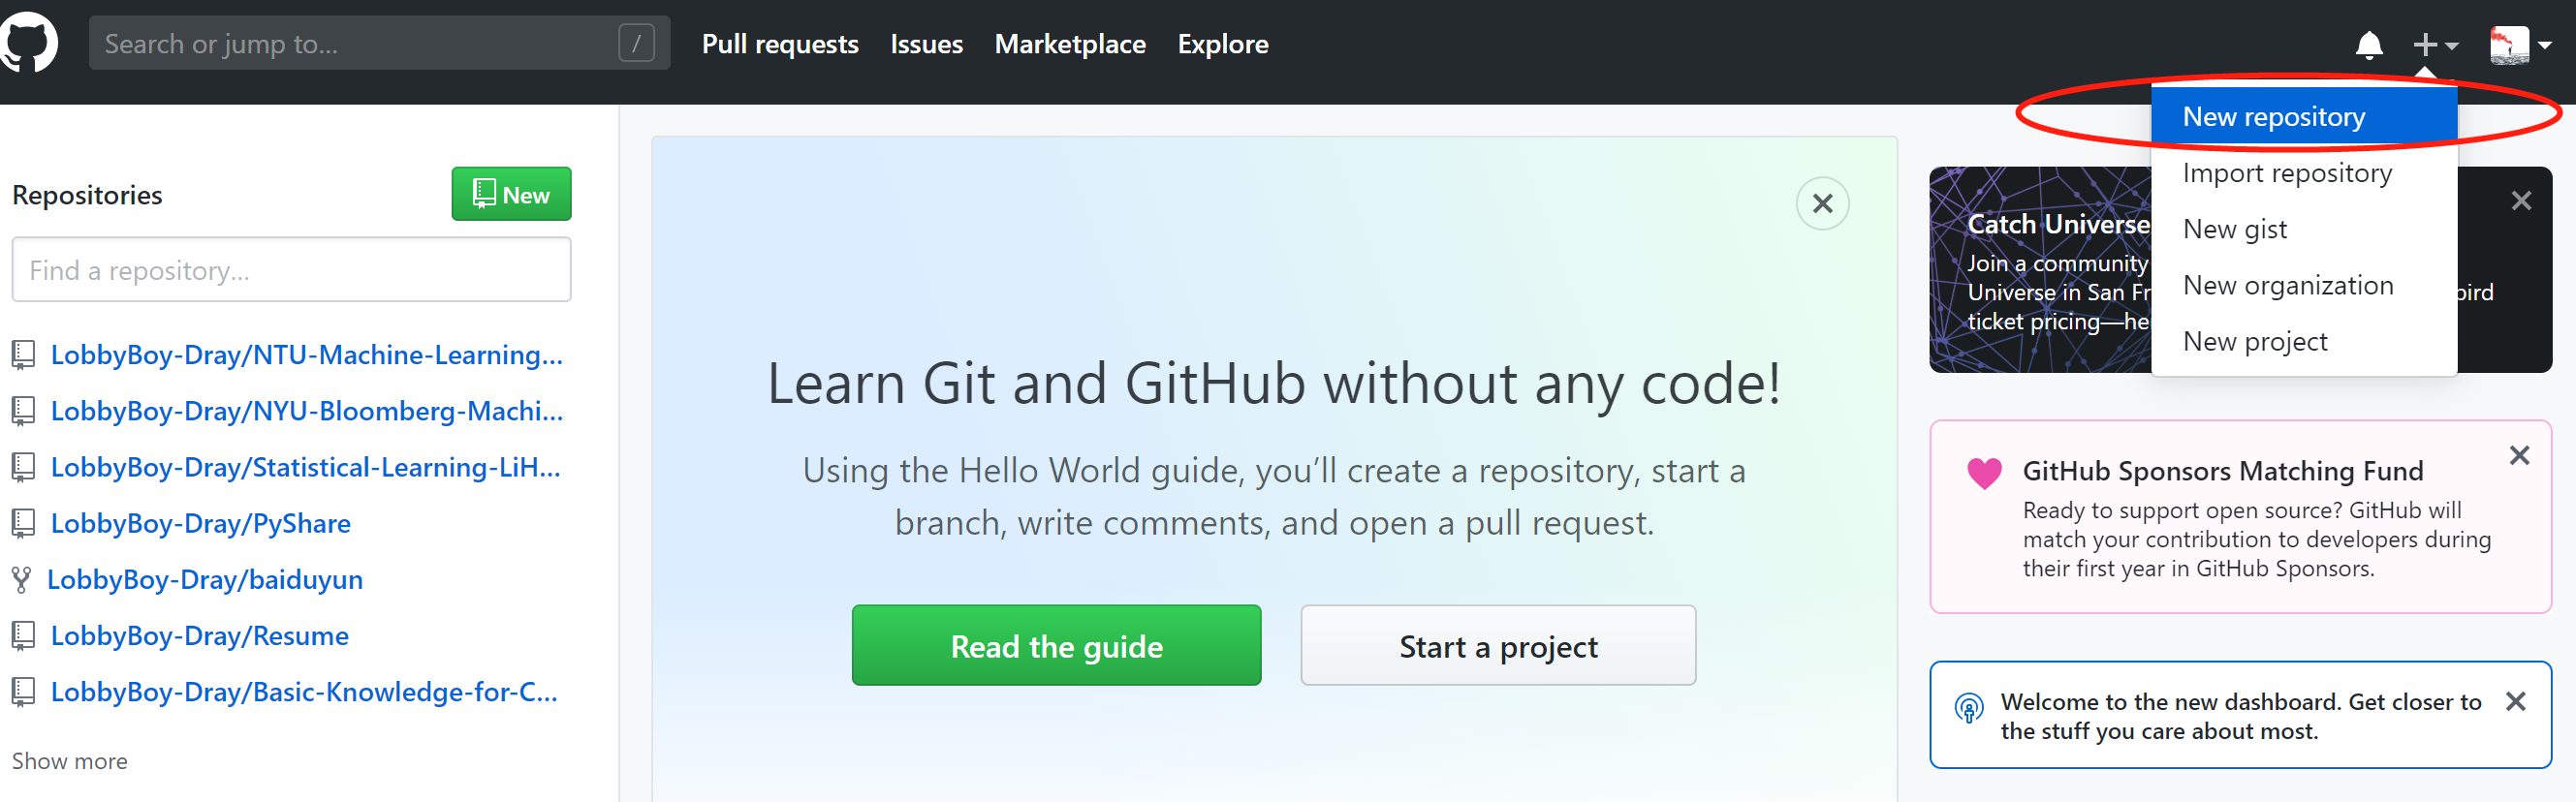 Search or jump to...
/
Pull requests
Issues
Marketplace
Explore
Repositories
New
Find a repository...
LobbyBoy-Dray/NTU-Machine-Learning...
LobbyBoy-Dray/NYU-Bloomberg-Machi...
LobbyBoy-Dray/Statistical-Learning-LiH...
LobbyBoy-Dray/PyShare
LobbyBoy-Dray/baiduyun
LobbyBoy-Dray/Resume
LobbyBoy-Dray/Basic-Knowledge-for-C...
Show more
Learn Git and GitHub without any code!
Using the Hello World guide, you’ll create a repository, start a
branch, write comments, and open a pull request.
Read the guide
Start a project
New repository
Import repository
New gist
New organization
New project
Catch Universe
Join a community
Universe in San Fr bird
ticket pricing—he
GitHub Sponsors Matching Fund
Ready to support open source? GitHub will
match your contribution to developers during
their first year in GitHub Sponsors.
Welcome to the new dashboard. Get closer to
the stuff you care about most.